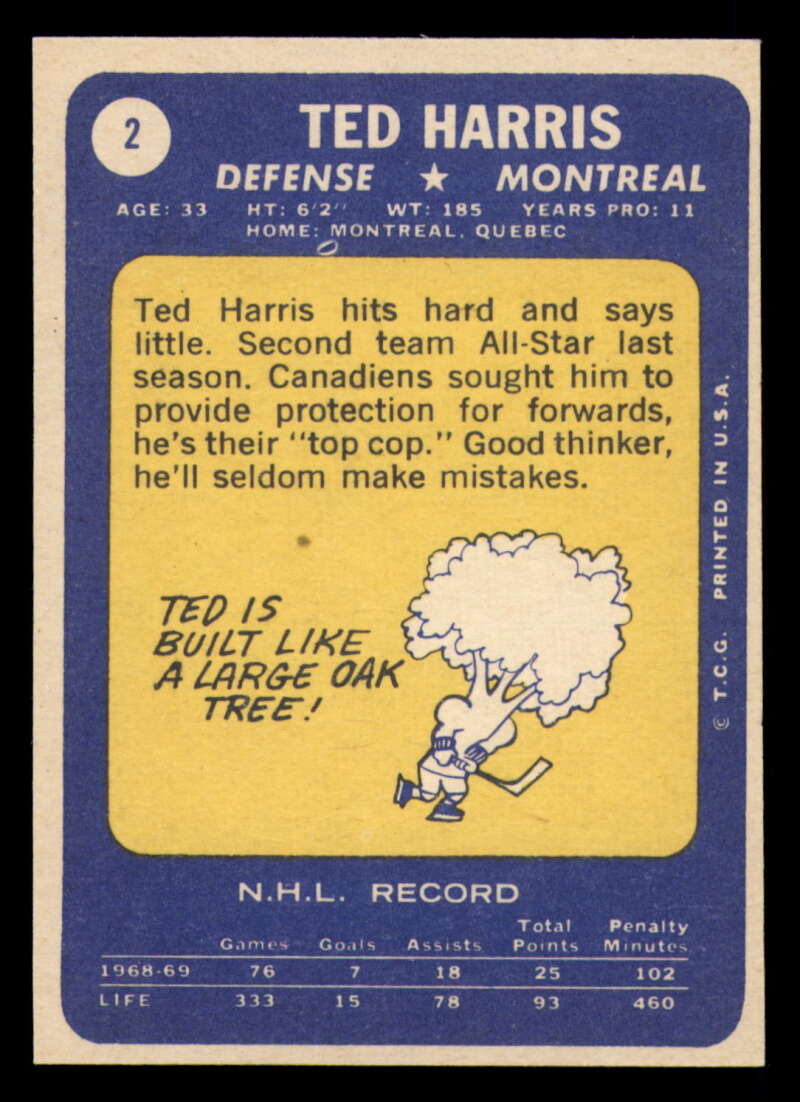 2
TED HARRIS
DEFENSE ★ MONTREAL
AGE: 33 HT: 6'2" WT: 185 YEARS PRO: 11
HOME: MONTREAL, QUEBEC
Ted Harris hits hard and says
little. Second team All-Star last
season. Canadiens sought him to
provide protection for forwards,
he's their "top cop." Good thinker,
he'll seldom make mistakes.
TED IS
BUILT LIKE
A LARGE OAK
TREE!
© T.C.G. PRINTED IN U.S.A.
N.H.L. RECORD
Games Goals Assists Total Points Penalty Minutes
1968-69 76 7 18 25 102
LIFE 333 15 78 93 460